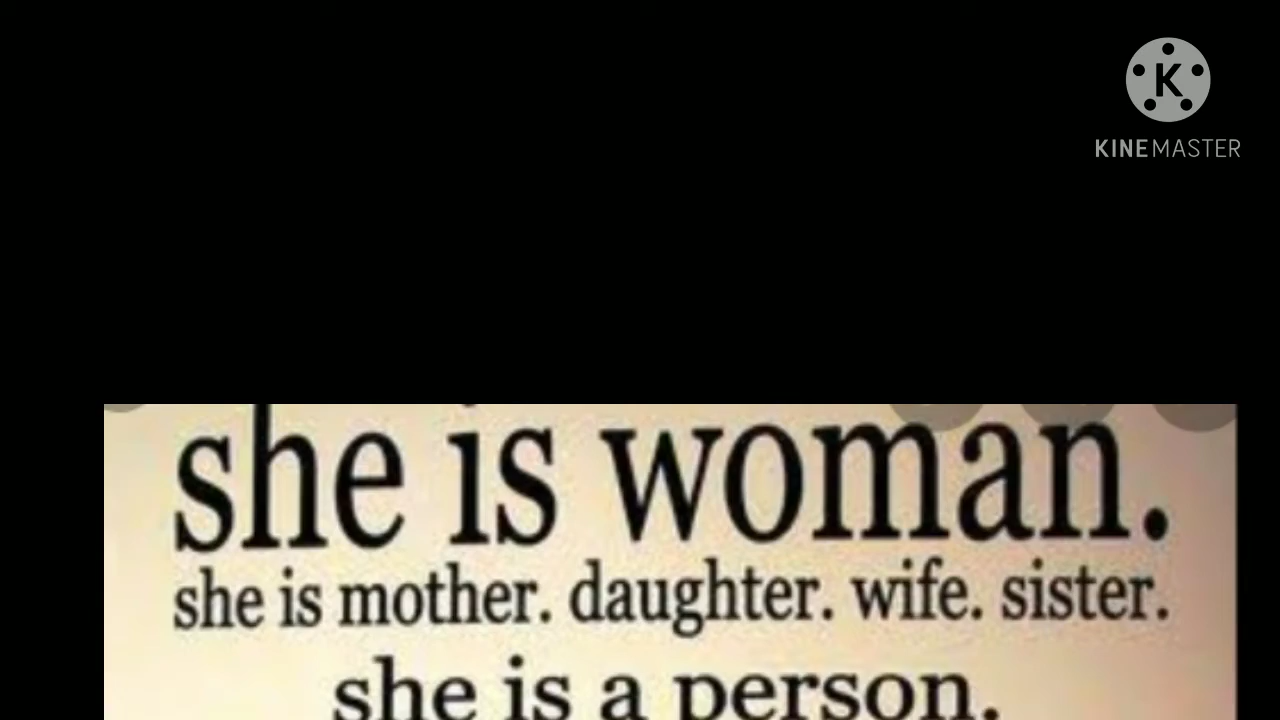 K
KINEMASTER
she is woman.
she is mother. daughter. wife. sister.
she is a person.